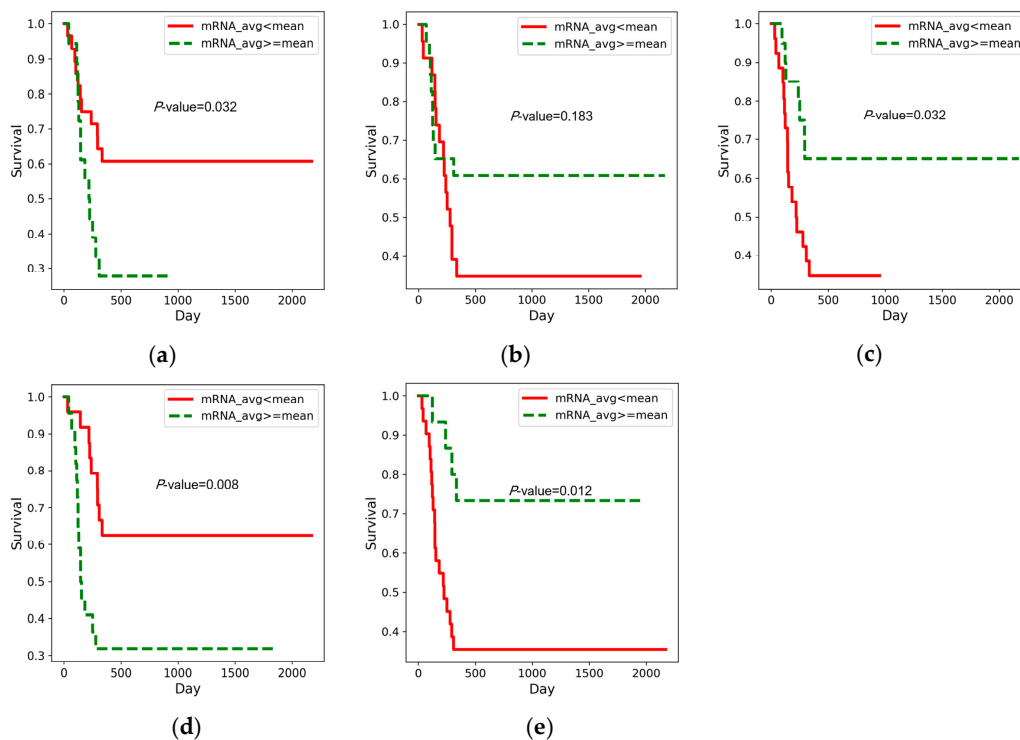 mRNA_avg<mean
mRNA_avg>=mean
P-value=0.032
Survival
1.0
0.9
0.8
0.7
0.6
0.5
0.4
0.3
0 500 1000 1500 2000
Day
(a)
mRNA_avg<mean
mRNA_avg>=mean
P-value=0.183
Survival
1.0
0.9
0.8
0.7
0.6
0.5
0.4
0 500 1000 1500 2000
Day
(b)
mRNA_avg<mean
mRNA_avg>=mean
P-value=0.032
Survival
1.0
0.9
0.8
0.7
0.6
0.5
0.4
0 500 1000 1500 2000
Day
(c)
mRNA_avg<mean
mRNA_avg>=mean
P-value=0.008
Survival
1.0
0.9
0.8
0.7
0.6
0.5
0.4
0.3
0 500 1000 1500 2000
Day
(d)
mRNA_avg<mean
mRNA_avg>=mean
P-value=0.012
Survival
1.0
0.9
0.8
0.7
0.6
0.5
0.4
0 500 1000 1500 2000
Day
(e)